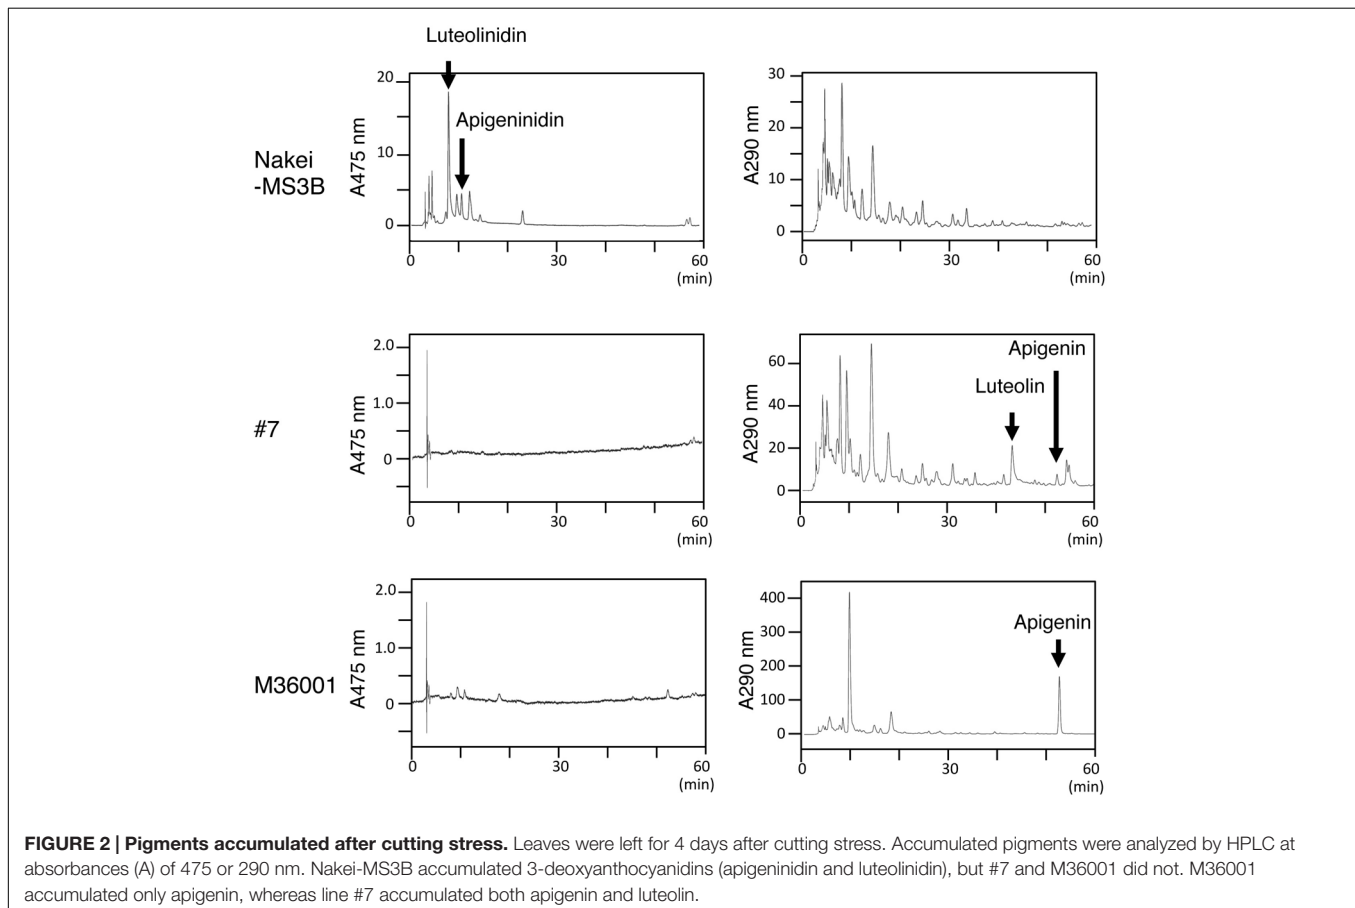 Luteolinidin
Apigeninidin
Nakei
-MS3B
A475 nm
20
10
0
0
30
60
(min)
A290 nm
30
20
10
0
0
30
60
(min)
#7
A475 nm
2.0
1.0
0
0
30
60
(min)
Apigenin
Luteolin
A290 nm
60
40
20
0
0
30
60
(min)
M36001
A475 nm
2.0
1.0
0
0
30
60
(min)
Apigenin
A290 nm
400
300
200
100
0
0
30
60
(min)
FIGURE 2 | Pigments accumulated after cutting stress. Leaves were left for 4 days after cutting stress. Accumulated pigments were analyzed by HPLC at
absorbances (A) of 475 or 290 nm. Nakei-MS3B accumulated 3-deoxyanthocyanidins (apigeninidin and luteolinidin), but #7 and M36001 did not. M36001
accumulated only apigenin, whereas line #7 accumulated both apigenin and luteolin.